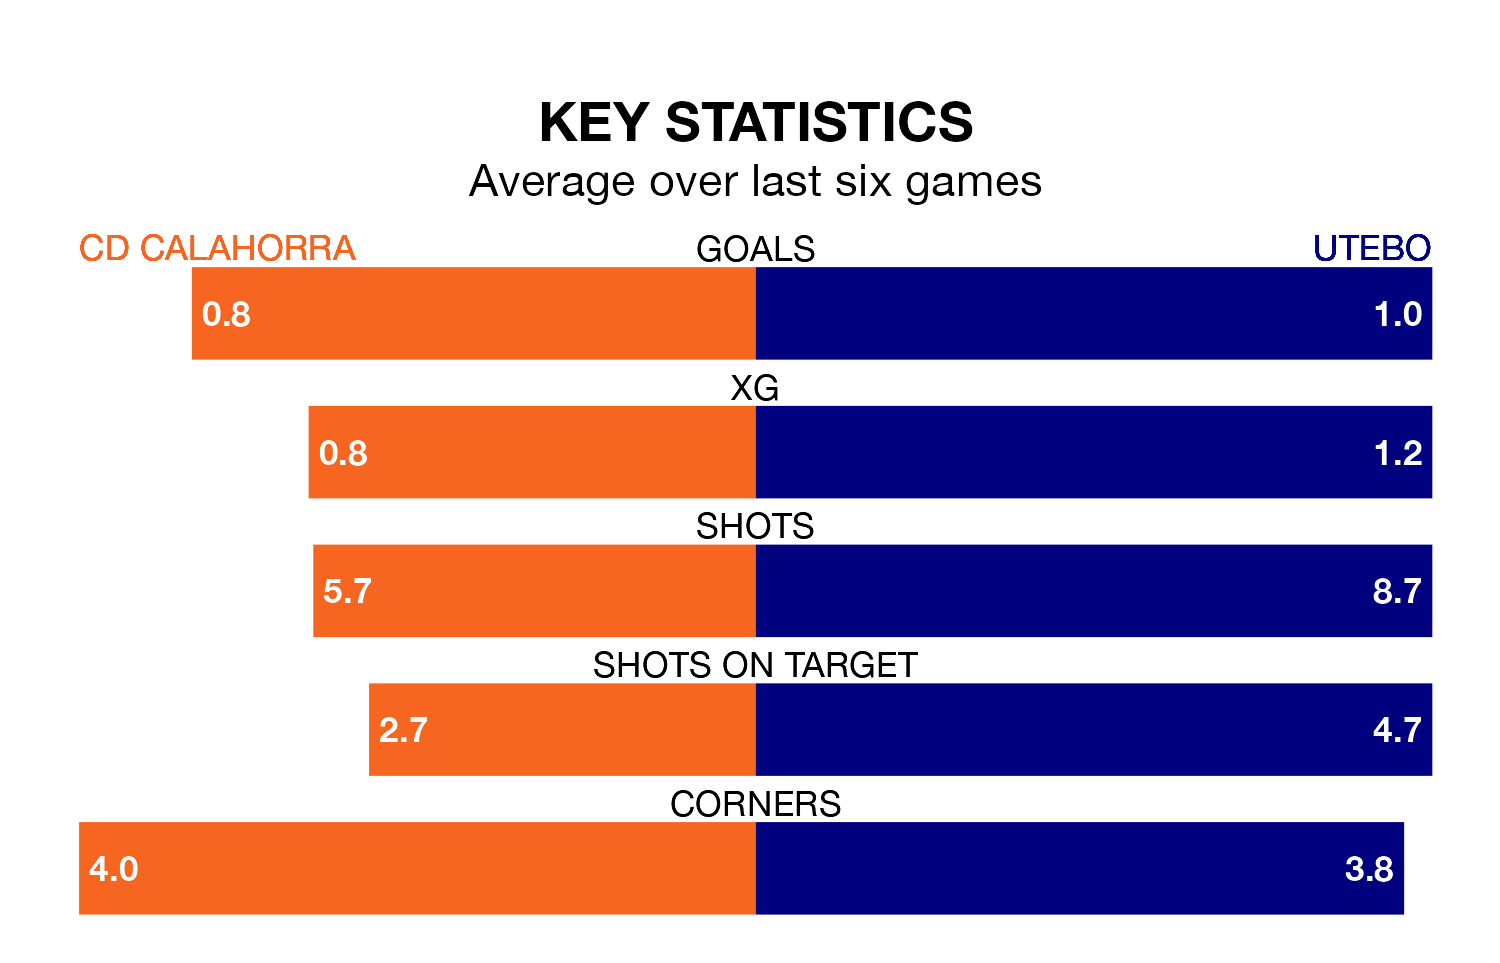 KEY STATISTICS
Average over last six games
CD CALAHORRA GOALS UTEBO
0.8 1.0
XG
0.8 1.2
SHOTS
5.7 8.7
SHOTS ON TARGET
2.7 4.7
CORNERS
4.0 3.8